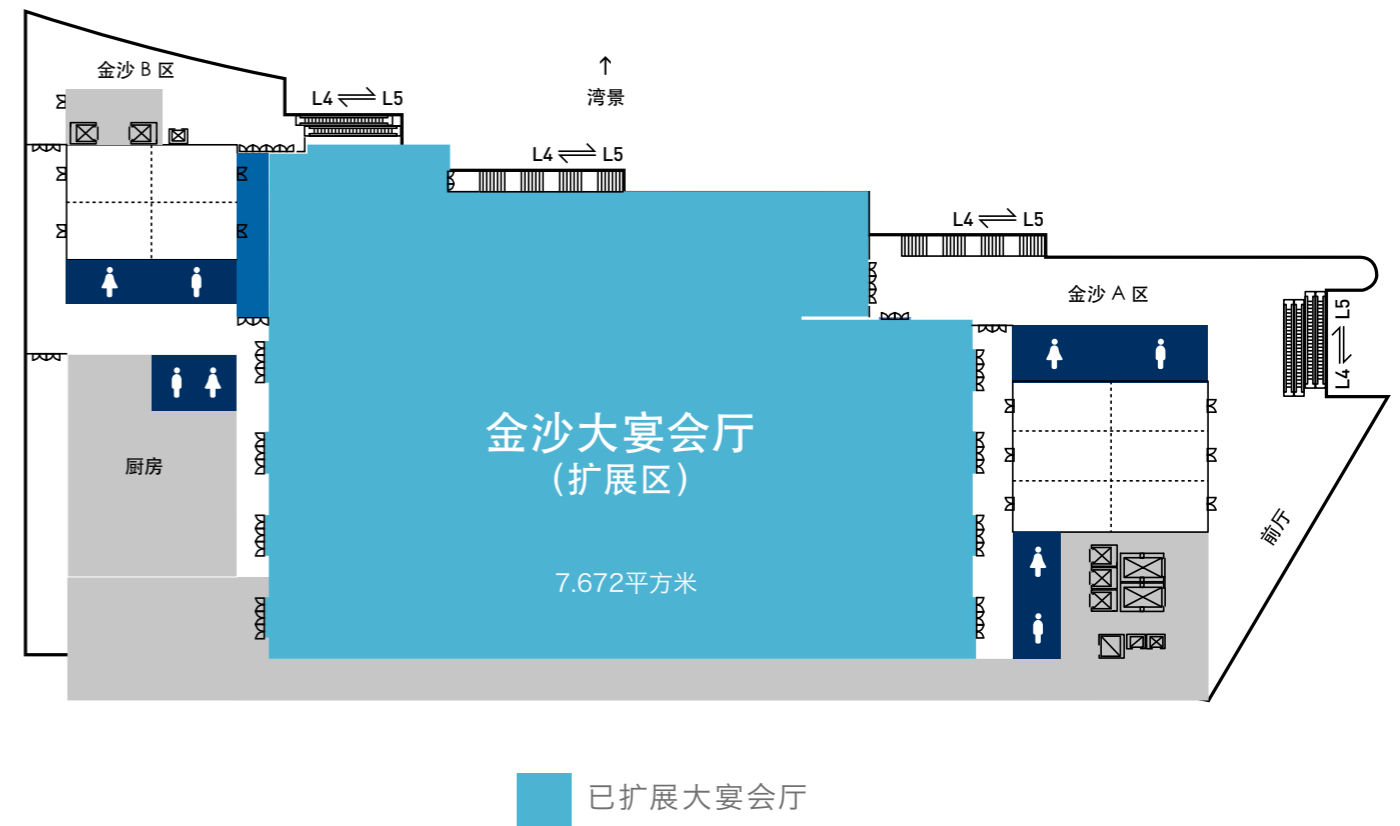 金沙 B 区
湾景
L4 L5
L4 L5
L4 L5
金沙 A 区
L4 L5
金沙大宴会厅
（扩展区）
厨房
前厅
7.672平方米
已扩展大宴会厅